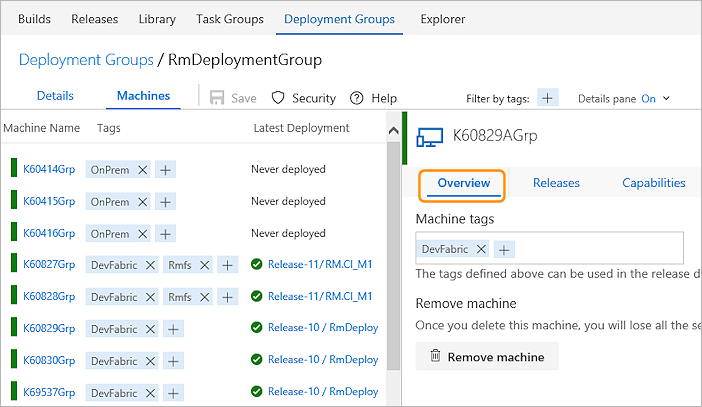 Builds Releases Library Task Groups Deployment Groups Explorer
Deployment Groups / RmDeploymentGroup
Details Machines Save Security Help Filter by tags: + Details pane On
Machine Name Tags Latest Deployment
K60414Grp OnPrem X + Never deployed
K60415Grp OnPrem X + Never deployed
K60416Grp OnPrem X + Never deployed
K60827Grp DevFabric X Rmfs X + Release-11/RM.CI_M1
K60828Grp DevFabric X Rmfs X + Release-11/RM.CI_M1
K60829Grp DevFabric X + Release-10 / RmDeploy
K60830Grp DevFabric X + Release-10 / RmDeploy
K69537Grp DevFabric X + Release-10 / RmDeploy
K60829AGrp
Overview Releases Capabilities
Machine tags
DevFabric X +
The tags defined above can be used in the release d
Remove machine
Once you delete this machine, you will lose all the se
Remove machine